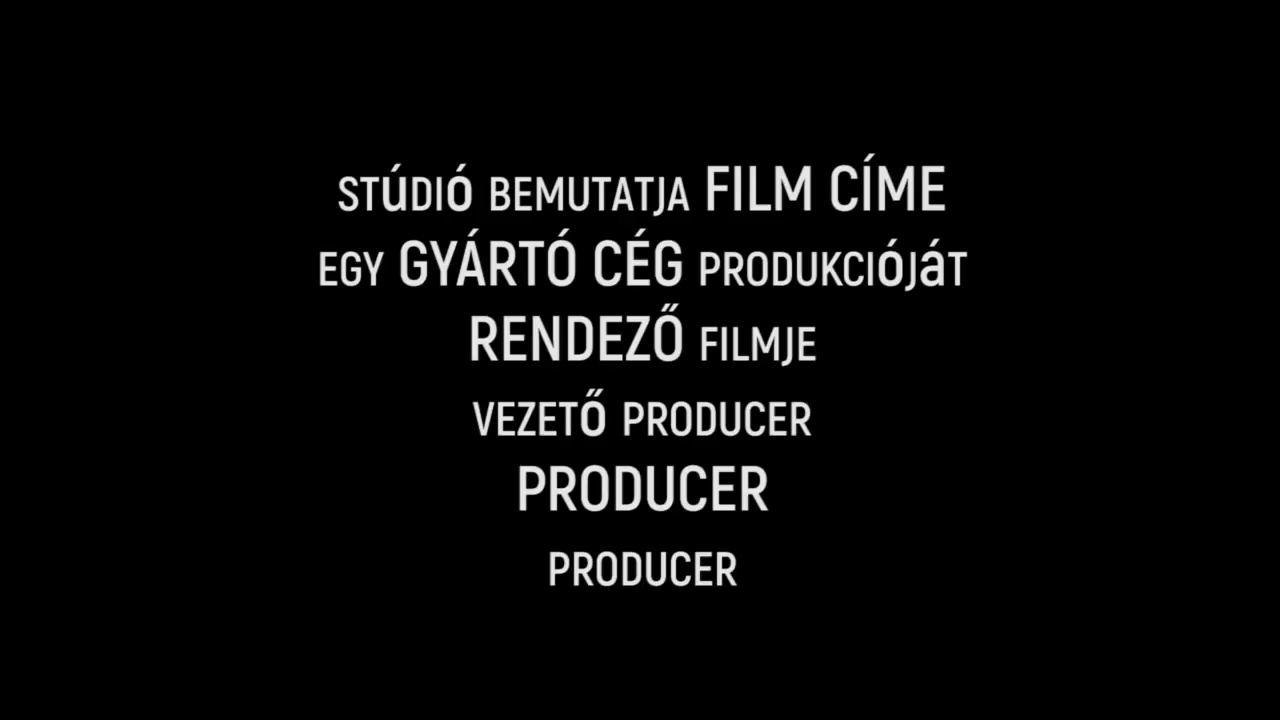 STÚDIÓ BEMUTATJA FILM CÍME
EGY GYÁRTÓ CÉG PRODUKCIÓJÁT
RENDEZŐ FILMJE
VEZETŐ PRODUCER
PRODUCER
PRODUCER